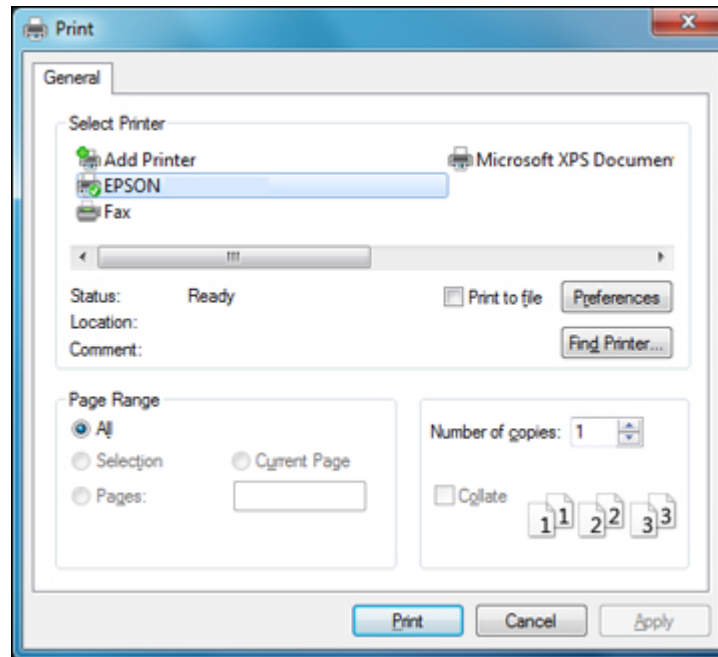 Print
General
Select Printer
Add Printer Microsoft XPS Documen
EPSON
Fax
Status: Ready Print to file Preferences
Location:
Comment: Find Printer...
Page Range
All Number of copies: 1
Selection Current Page
Pages: Collate 1 1 2 2 3 3
Print Cancel Apply